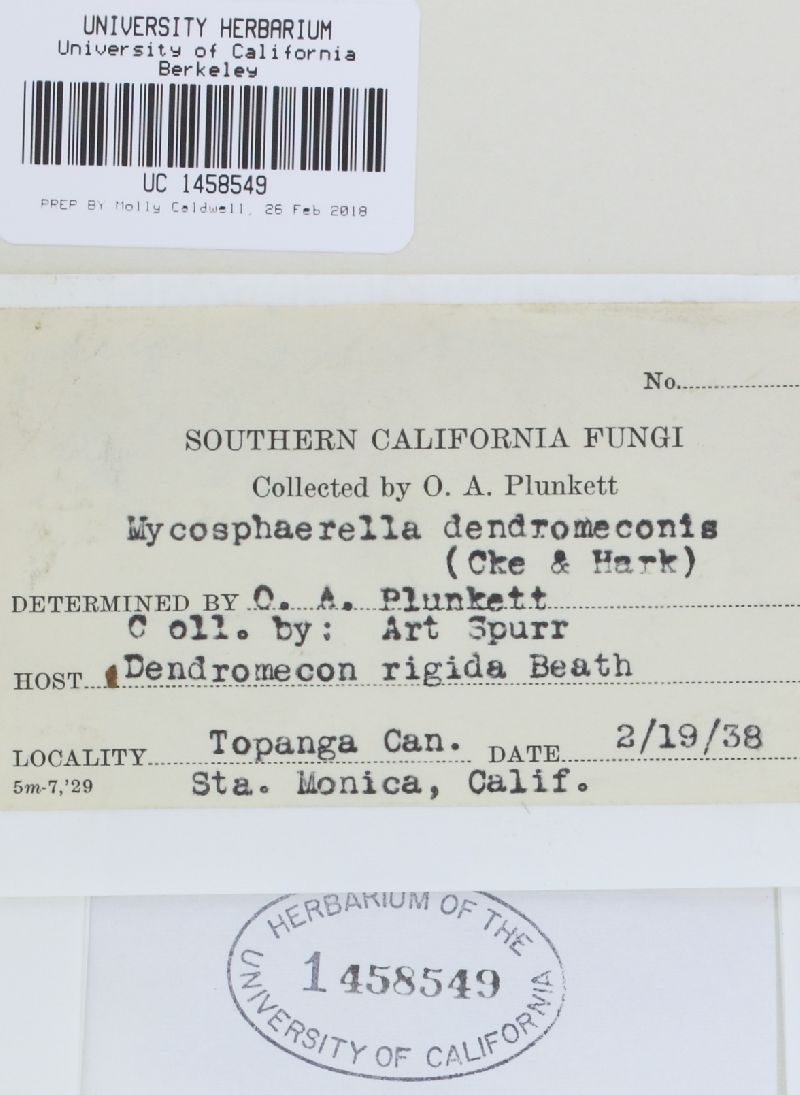 UNIVERSITY HERBARIUM
University of California
Berkeley
UC 1458549
PREP BY Molly Caldwell, 26 Feb 2018
No.
SOUTHERN CALIFORNIA FUNGI
Collected by O. A. Plunkett
Mycosphaerella dendromeconis
(Cke & Hark)
DETERMINED BY O. A. Plunkett
C oll. by: Art Spurr
HOST Dendromecon rigida Beath
LOCALITY Topanga Can. DATE 2/19/38
5m-7,'29 Sta. Monica, Calif.
HERBARIUM OF THE
1458549
UNIVERSITY OF CALIFORNIA